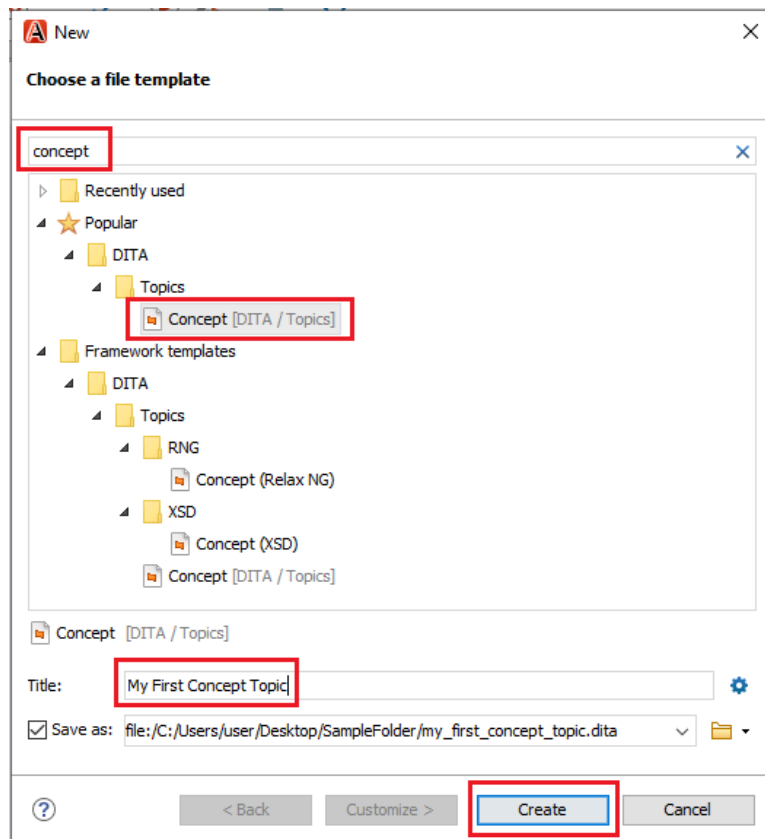 New
Choose a file template
concept
Recently used
Popular
DITA
Topics
Concept [DITA / Topics]
Framework templates
DITA
Topics
RNG
Concept (Relax NG)
XSD
Concept (XSD)
Concept [DITA / Topics]
Concept [DITA / Topics]
Title: My First Concept Topic
Save as: file:/C:/Users/user/Desktop/SampleFolder/my_first_concept_topic.dita
? < Back Customize > Create Cancel